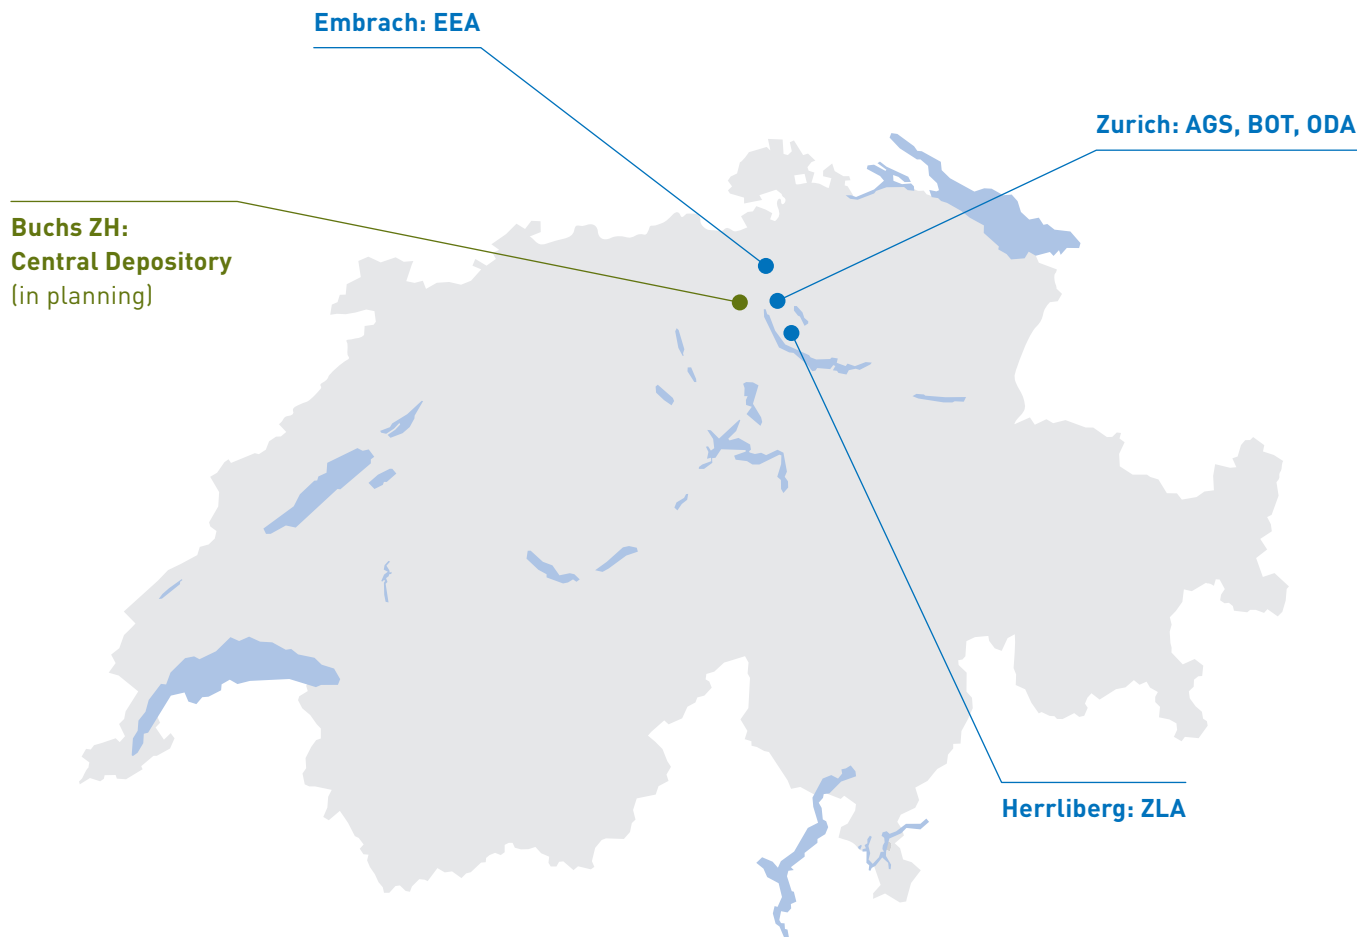 Embrach: EEA
Zurich: AGS, BOT, ODA
Buchs ZH:
Central Depository
(in planning)
Herrliberg: ZLA